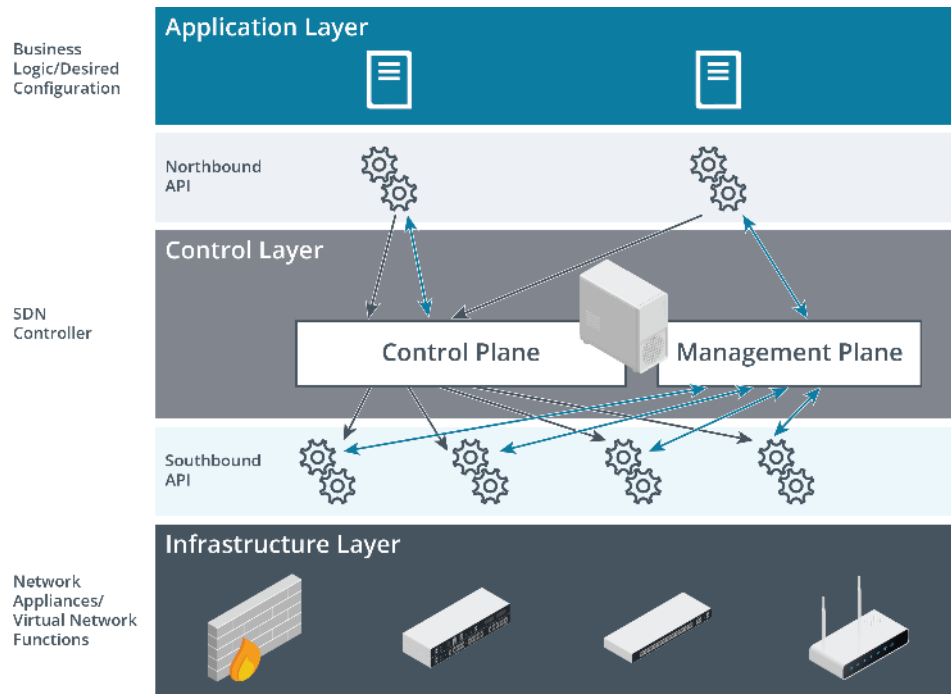 Application Layer
Business
Logic/Desired
Configuration
Northbound
API
Control Layer
SDN
Controller
Control Plane
Management Plane
Southbound
API
Infrastructure Layer
Network
Appliances/
Virtual Network
Functions